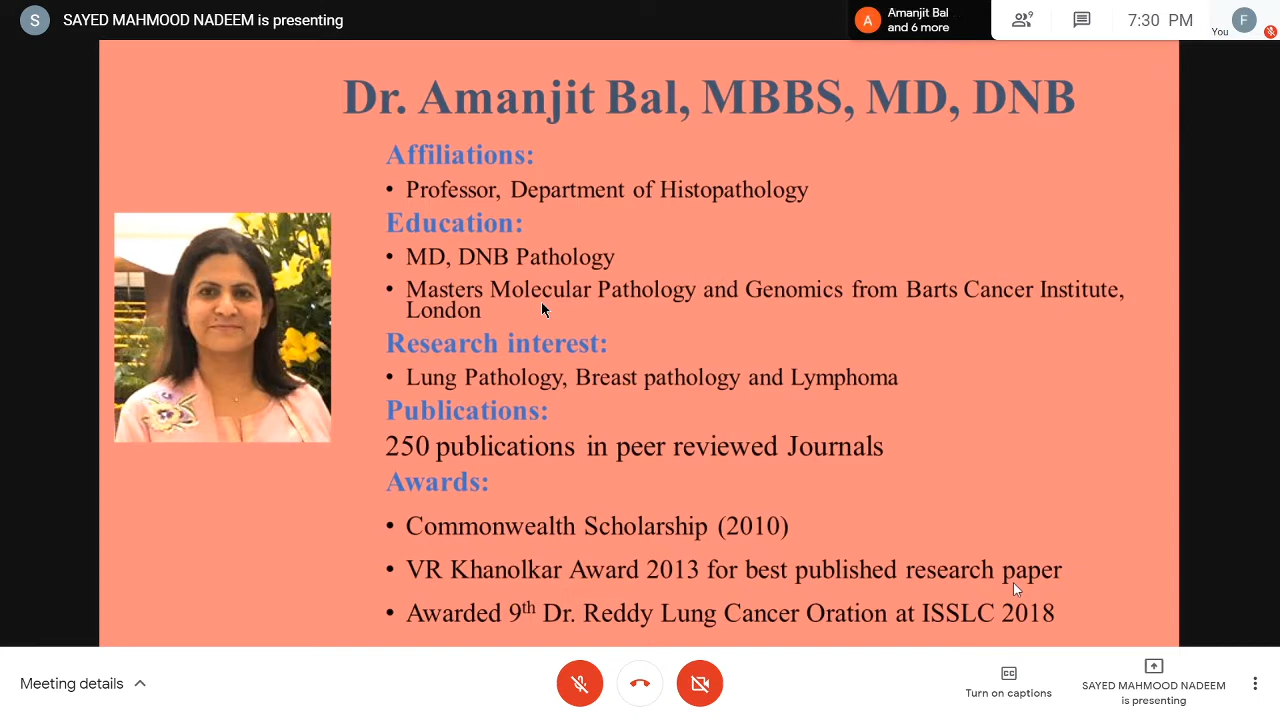 S SAYED MAHMOOD NADEEM is presenting
A Amanjit Bal
and 6 more
9
7:30 PM
You
F
Dr. Amanjit Bal, MBBS, MD, DNB
Affiliations:
• Professor, Department of Histopathology
Education:
• MD, DNB Pathology
• Masters Molecular Pathology and Genomics from Barts Cancer Institute,
London
Research interest:
• Lung Pathology, Breast pathology and Lymphoma
Publications:
250 publications in peer reviewed Journals
Awards:
• Commonwealth Scholarship (2010)
• VR Khanolkar Award 2013 for best published research paper
• Awarded 9th Dr. Reddy Lung Cancer Oration at ISSLC 2018
Meeting details
CC
Turn on captions
SAYED MAHMOOD NADEEM
is presenting